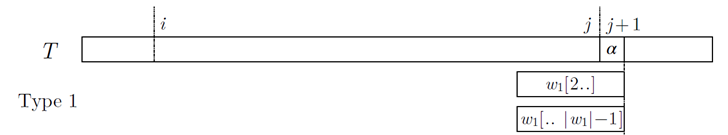 i j j+1
T α
w₁[2..]
Type 1
w₁[.. |w₁|−1]